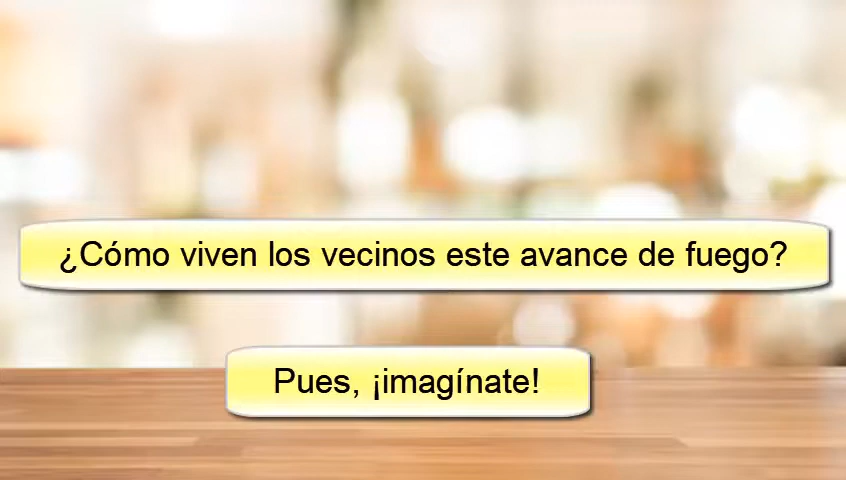 ¿Cómo viven los vecinos este avance de fuego?
Pues, ¡imagínate!